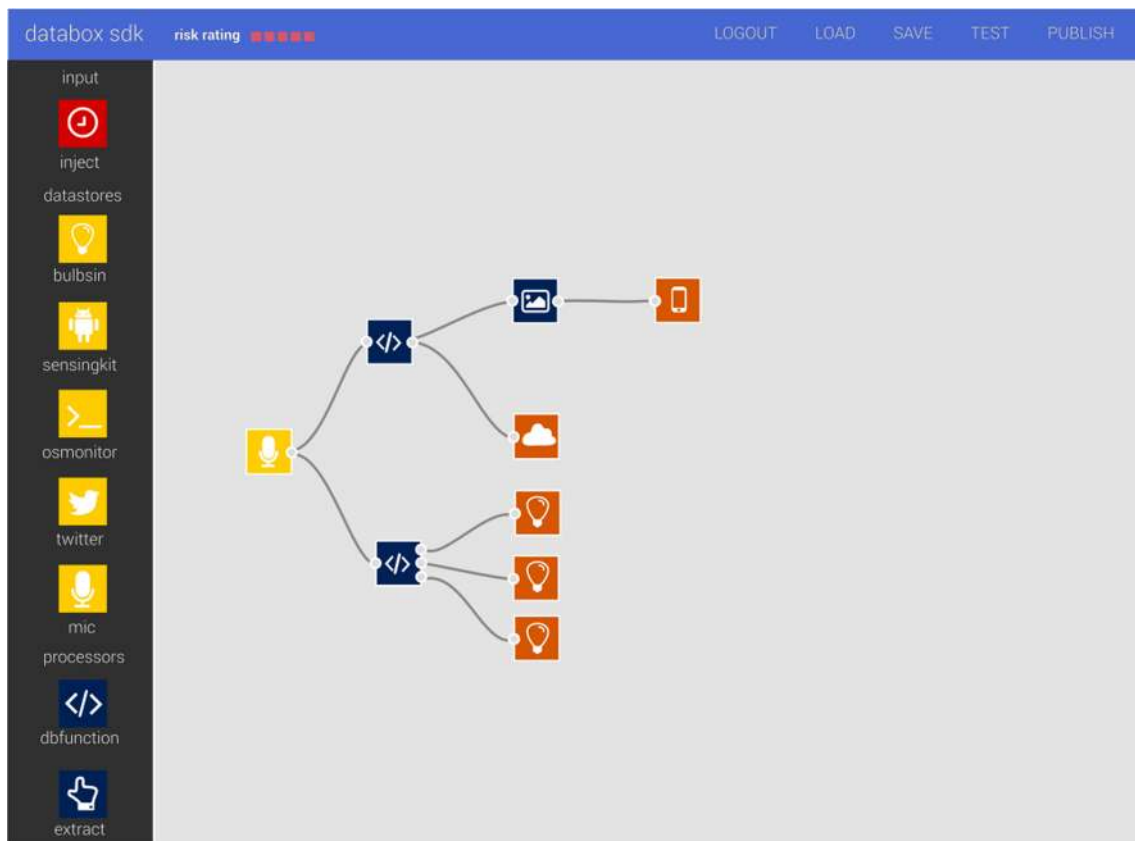 databox sdk risk rating LOGOUT LOAD SAVE TEST PUBLISH
input
inject
datastores
bulbsin
sensingkit
osmonitor
twitter
mic
processors
dbfunction
extract